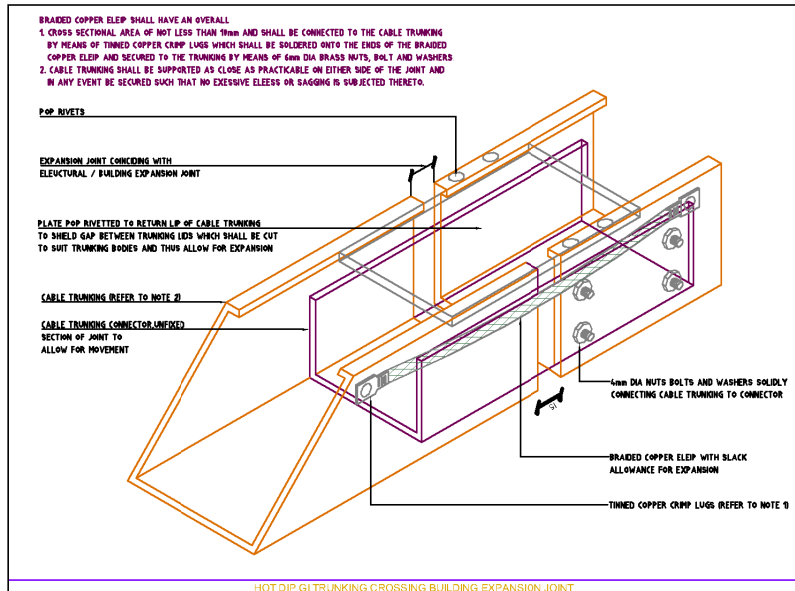 BRAIDED COPPER ELEIP SHALL HAVE AN OVERALL
1. CROSS SECTIONAL AREA OF NOT LESS THAN 10mm AND SHALL BE CONNECTED TO THE CABLE TRUNKING
BY MEANS OF TINNED COPPER CRIMP LUGS WHICH SHALL BE SOLDERED ONTO THE ENDS OF THE BRAIDED
COPPER ELEIP AND SECURED TO THE TRUNKING BY MEANS OF 6mm DIA BRASS NUTS, BOLT AND WASHERS
2. CABLE TRUNKING SHALL BE SUPPORTED AS CLOSE AS PRACTICABLE ON EITHER SIDE OF THE JOINT AND
IN ANY EVENT BE SECURED SUCH THAT NO EXESSIVE ELEESS OR SAGGING IS SUBJECTED THERETO.
POP RIVETS
EXPANSION JOINT COINCIDING WITH
ELEUCTURAL / BUILDING EXPANSION JOINT
PLATE POP RIVETTED TO RETURN LIP OF CABLE TRUNKING
TO SHIELD GAP BETWEEN TRUNKING LIDS WHICH SHALL BE CUT
TO SUIT TRUNKING BODIES AND THUS ALLOW FOR EXPANSION
CABLE TRUNKING (REFER TO NOTE 2)
CABLE TRUNKING CONNECTOR.UNFIXED
SECTION OF JOINT TO
ALLOW FOR MOVEMENT
4mm DIA NUTS BOLTS AND WASHERS SOLIDLY
CONNECTING CABLE TRUNKING TO CONNECTOR
15
BRAIDED COPPER ELEIP WITH SLACK
ALLOWANCE FOR EXPANSION
TINNED COPPER CRIMP LUGS (REFER TO NOTE 1)
HOT DIP GI TRUNKING CROSSING BUILDING EXPANSION JOINT